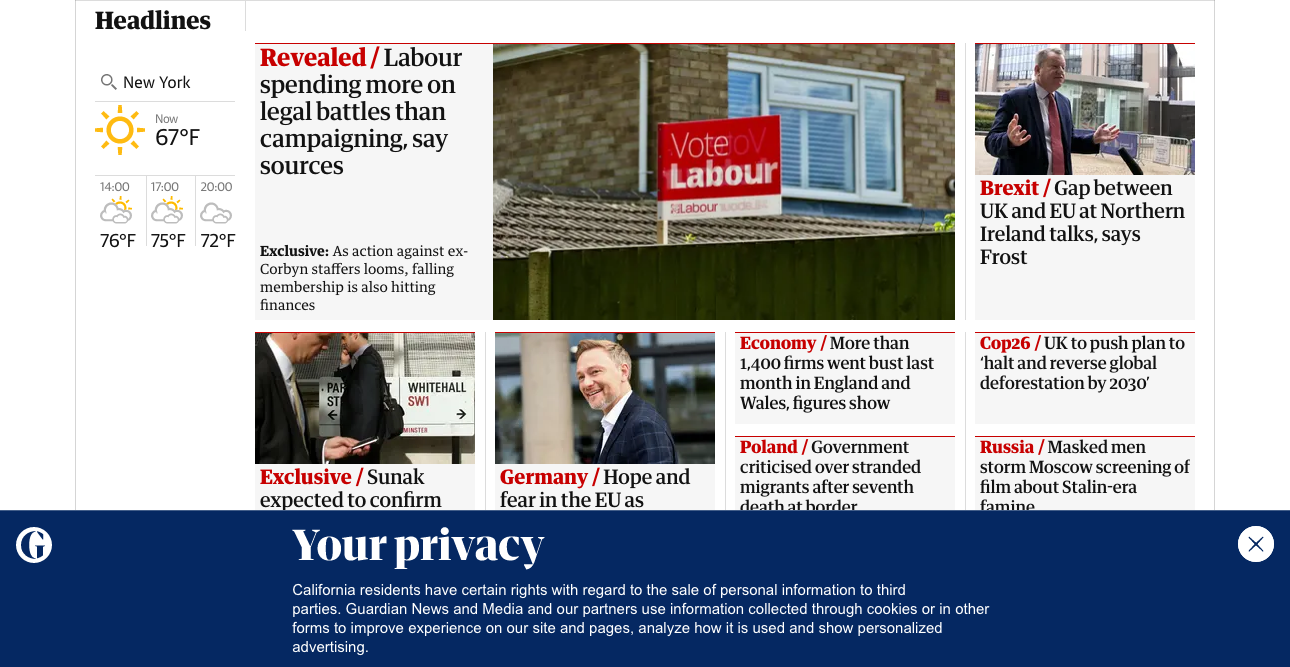 Headlines
New York
Now
67°F
14:00
17:00
20:00
76°F
75°F
72°F
Revealed / Labour
spending more on
legal battles than
campaigning, say
sources
Exclusive: As action against ex-
Corbyn staffers looms, falling
membership is also hitting
finances
Vote
Labour
Labour
Brexit / Gap between
UK and EU at Northern
Ireland talks, says
Frost
WHITEHALL
SW1
Exclusive / Sunak
expected to confirm
Germany / Hope and
fear in the EU as
Economy / More than
1,400 firms went bust last
month in England and
Wales, figures show
Cop26 / UK to push plan to
‘halt and reverse global
deforestation by 2030’
Poland / Government
criticised over stranded
migrants after seventh
death at border
Russia / Masked men
storm Moscow screening of
film about Stalin-era
famine
Your privacy
California residents have certain rights with regard to the sale of personal information to third
parties. Guardian News and Media and our partners use information collected through cookies or in other
forms to improve experience on our site and pages, analyze how it is used and show personalized
advertising.